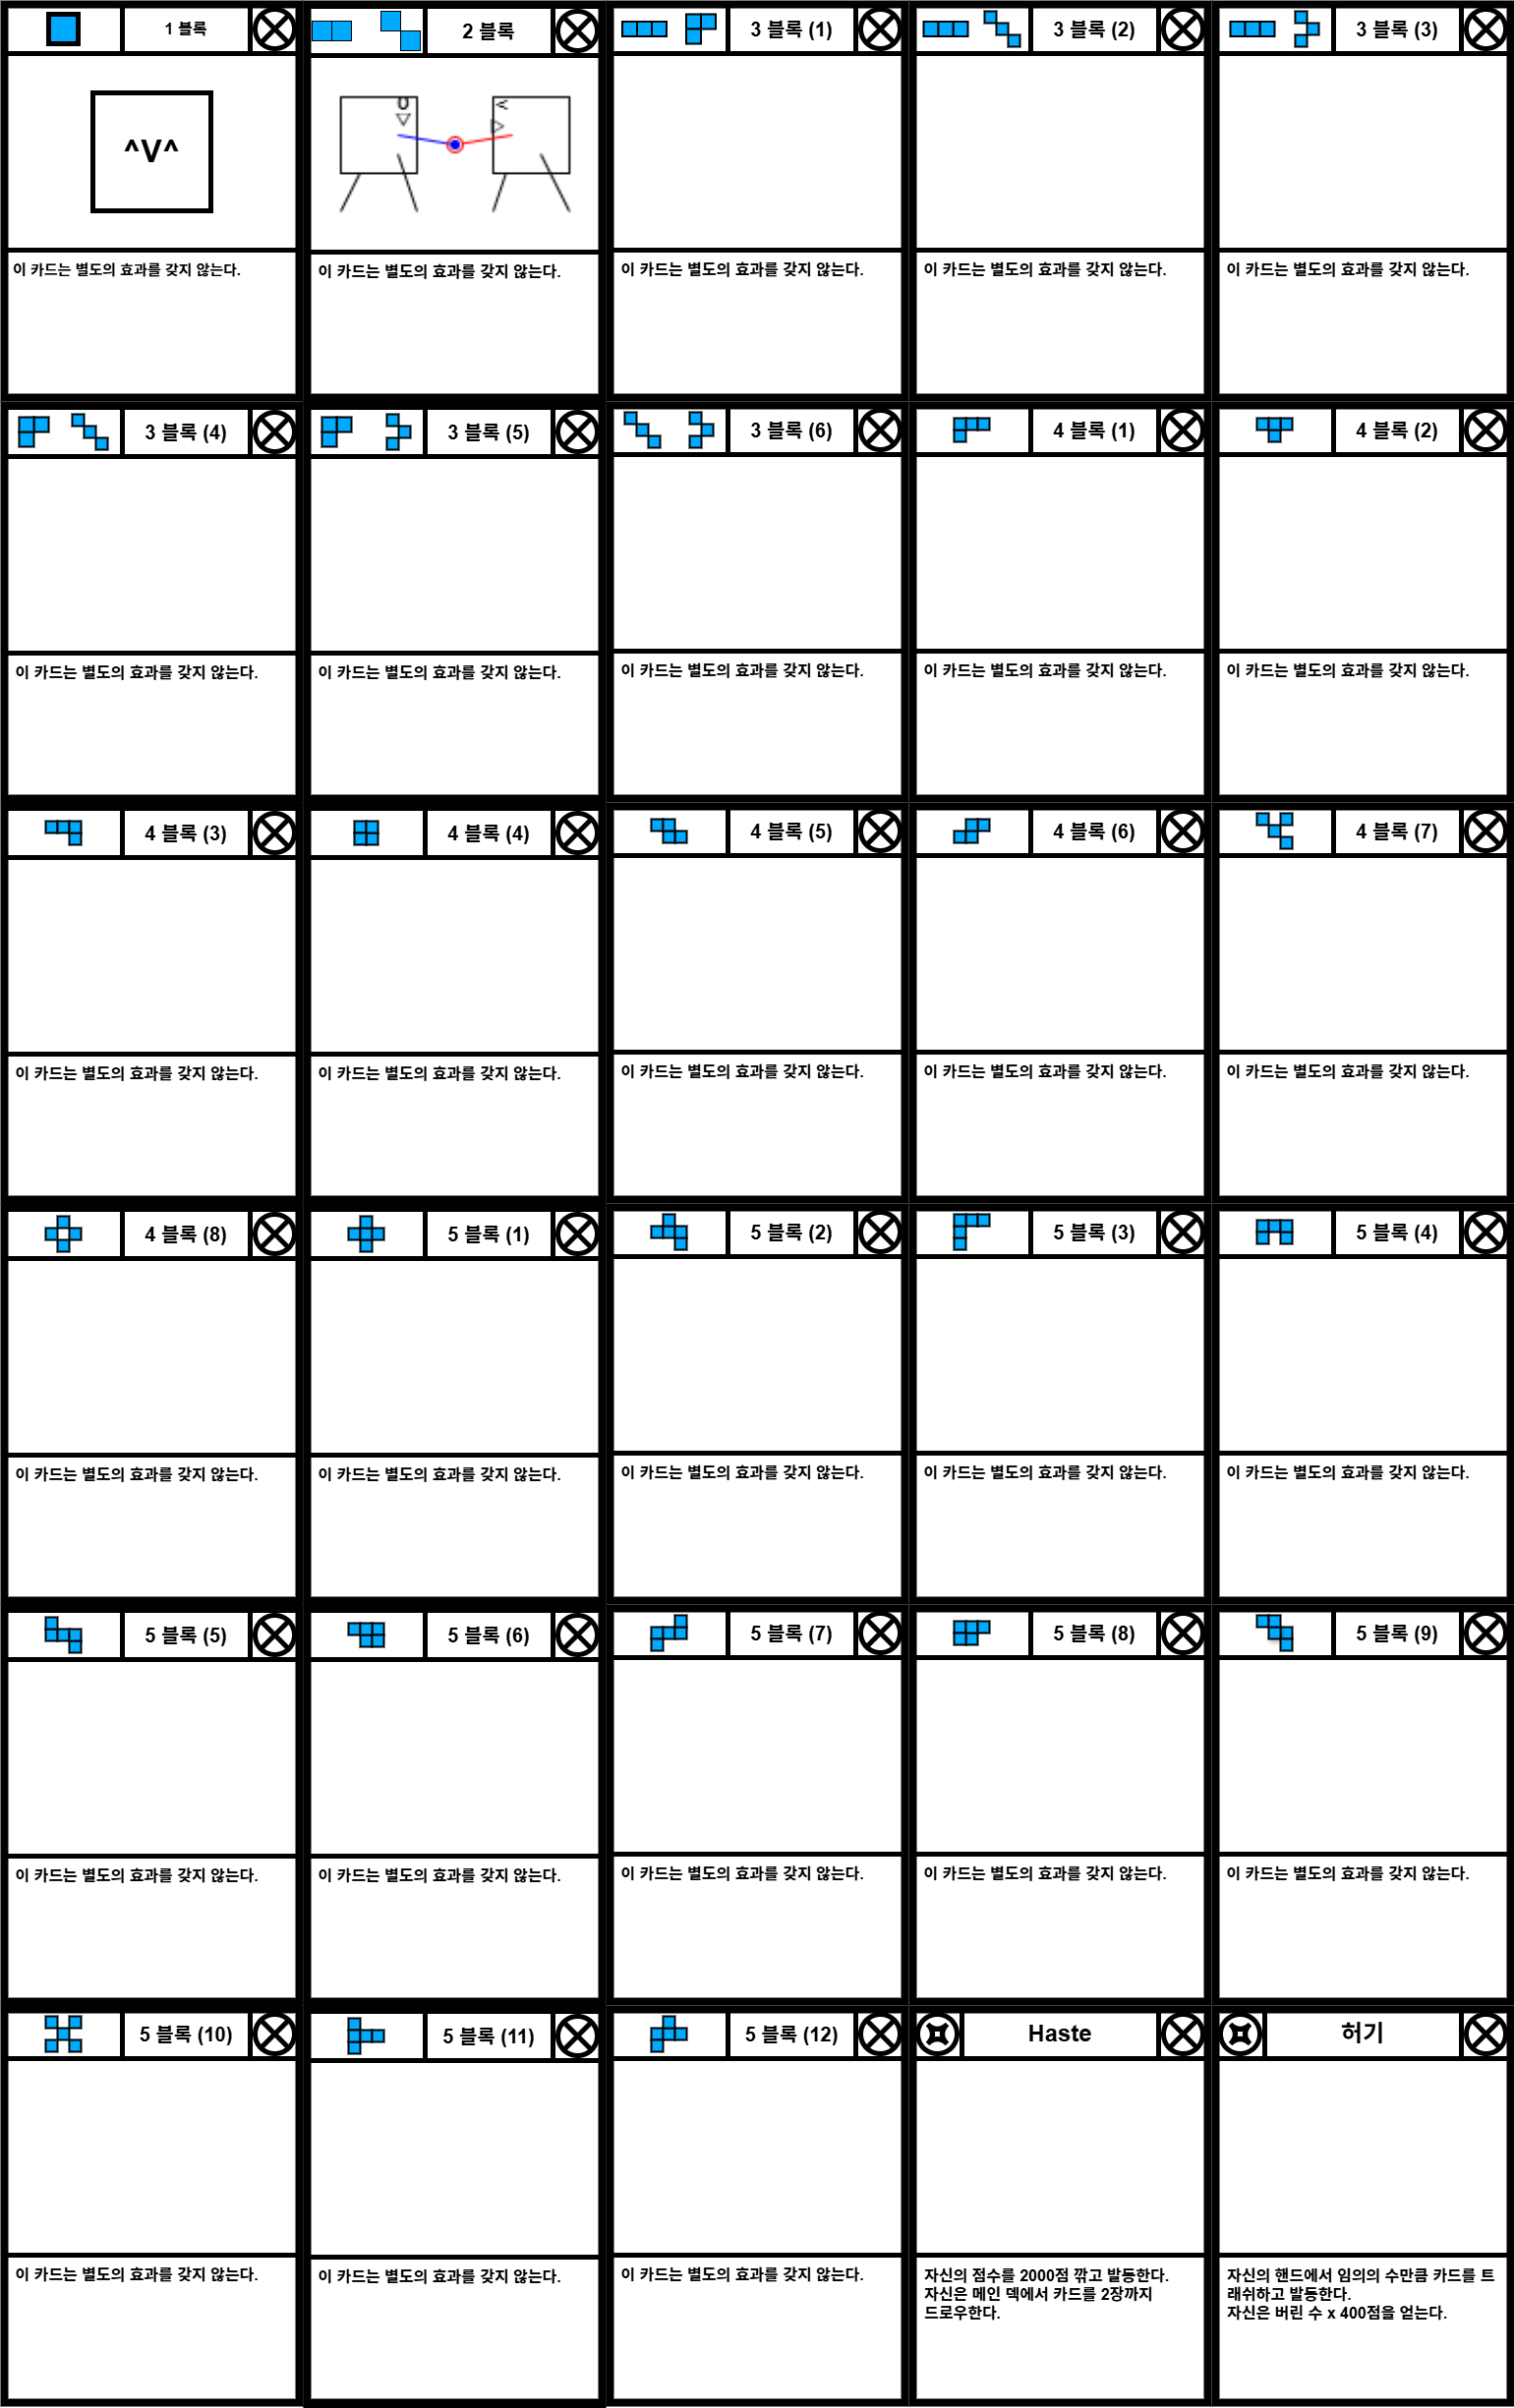 1 블록
^V^
이 카드는 별도의 효과를 갖지 않는다.
2 블록
이 카드는 별도의 효과를 갖지 않는다.
3 블록 (1)
이 카드는 별도의 효과를 갖지 않는다.
3 블록 (2)
이 카드는 별도의 효과를 갖지 않는다.
3 블록 (3)
이 카드는 별도의 효과를 갖지 않는다.
3 블록 (4)
이 카드는 별도의 효과를 갖지 않는다.
3 블록 (5)
이 카드는 별도의 효과를 갖지 않는다.
3 블록 (6)
이 카드는 별도의 효과를 갖지 않는다.
4 블록 (1)
이 카드는 별도의 효과를 갖지 않는다.
4 블록 (2)
이 카드는 별도의 효과를 갖지 않는다.
4 블록 (3)
이 카드는 별도의 효과를 갖지 않는다.
4 블록 (4)
이 카드는 별도의 효과를 갖지 않는다.
4 블록 (5)
이 카드는 별도의 효과를 갖지 않는다.
4 블록 (6)
이 카드는 별도의 효과를 갖지 않는다.
4 블록 (7)
이 카드는 별도의 효과를 갖지 않는다.
4 블록 (8)
이 카드는 별도의 효과를 갖지 않는다.
5 블록 (1)
이 카드는 별도의 효과를 갖지 않는다.
5 블록 (2)
이 카드는 별도의 효과를 갖지 않는다.
5 블록 (3)
이 카드는 별도의 효과를 갖지 않는다.
5 블록 (4)
이 카드는 별도의 효과를 갖지 않는다.
5 블록 (5)
이 카드는 별도의 효과를 갖지 않는다.
5 블록 (6)
이 카드는 별도의 효과를 갖지 않는다.
5 블록 (7)
이 카드는 별도의 효과를 갖지 않는다.
5 블록 (8)
이 카드는 별도의 효과를 갖지 않는다.
5 블록 (9)
이 카드는 별도의 효과를 갖지 않는다.
5 블록 (10)
이 카드는 별도의 효과를 갖지 않는다.
5 블록 (11)
이 카드는 별도의 효과를 갖지 않는다.
5 블록 (12)
이 카드는 별도의 효과를 갖지 않는다.
Haste
자신의 점수를 2000점 깎고 발동한다.
자신은 메인 덱에서 카드를 2장까지
드로우한다.
허기
자신의 핸드에서 임의의 수만큼 카드를 트
래쉬하고 발동한다.
자신은 버린 수 x 400점을 얻는다.